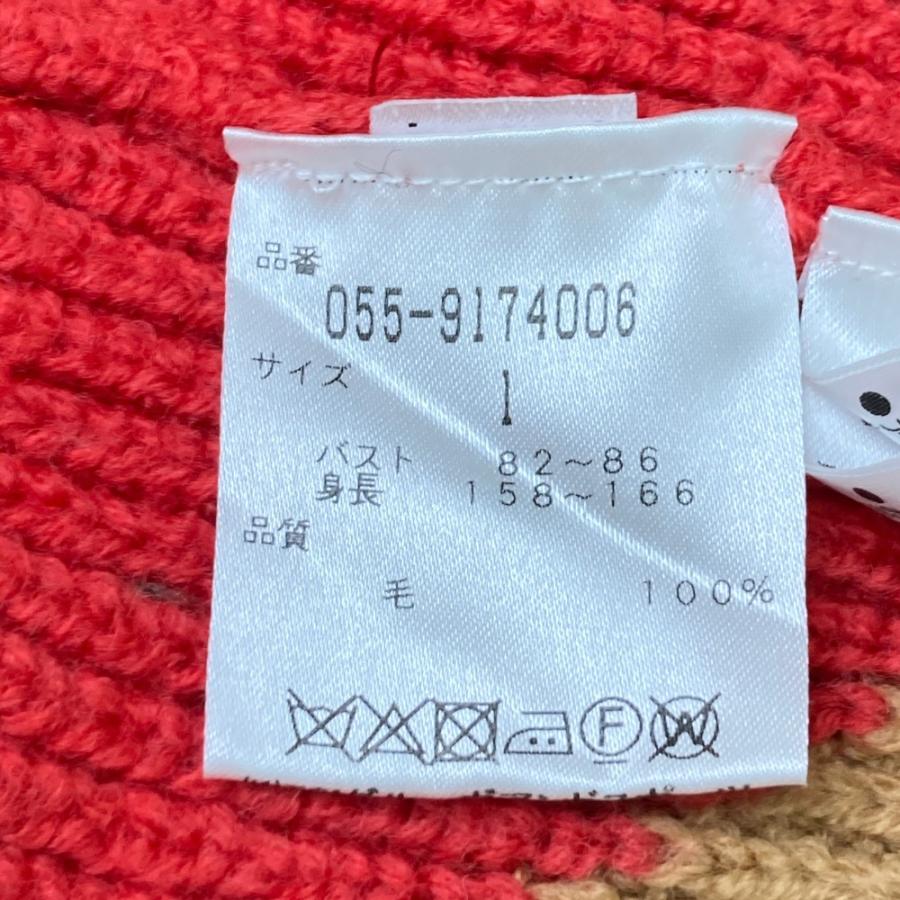 品番
055-9174006
サイズ
1
バスト 82~86
身長 158~166
品質
毛 100%
F
W